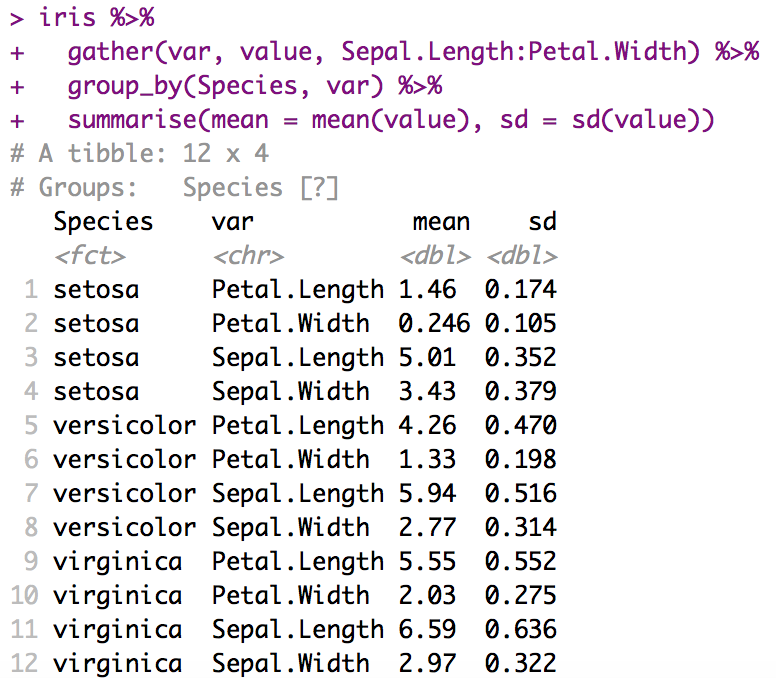 > iris %>%
+   gather(var, value, Sepal.Length:Petal.Width) %>%
+   group_by(Species, var) %>%
+   summarise(mean = mean(value), sd = sd(value))
# A tibble: 12 x 4
# Groups:   Species [?]
   Species    var           mean    sd
   <fct>      <chr>        <dbl> <dbl>
 1 setosa     Petal.Length 1.46  0.174
 2 setosa     Petal.Width  0.246 0.105
 3 setosa     Sepal.Length 5.01  0.352
 4 setosa     Sepal.Width  3.43  0.379
 5 versicolor Petal.Length 4.26  0.470
 6 versicolor Petal.Width  1.33  0.198
 7 versicolor Sepal.Length 5.94  0.516
 8 versicolor Sepal.Width  2.77  0.314
 9 virginica  Petal.Length 5.55  0.552
10 virginica  Petal.Width  2.03  0.275
11 virginica  Sepal.Length 6.59  0.636
12 virginica  Sepal.Width  2.97  0.322